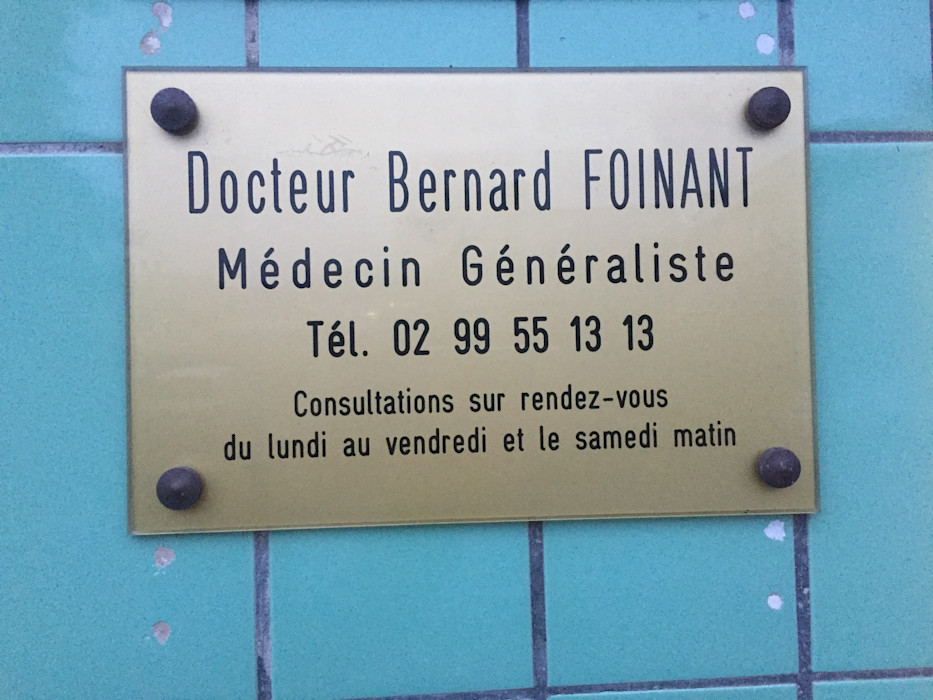 Docteur Bernard FOINANT
Médecin Généraliste
Tél. 02 99 55 13 13
Consultations sur rendez-vous
du lundi au vendredi et le samedi matin